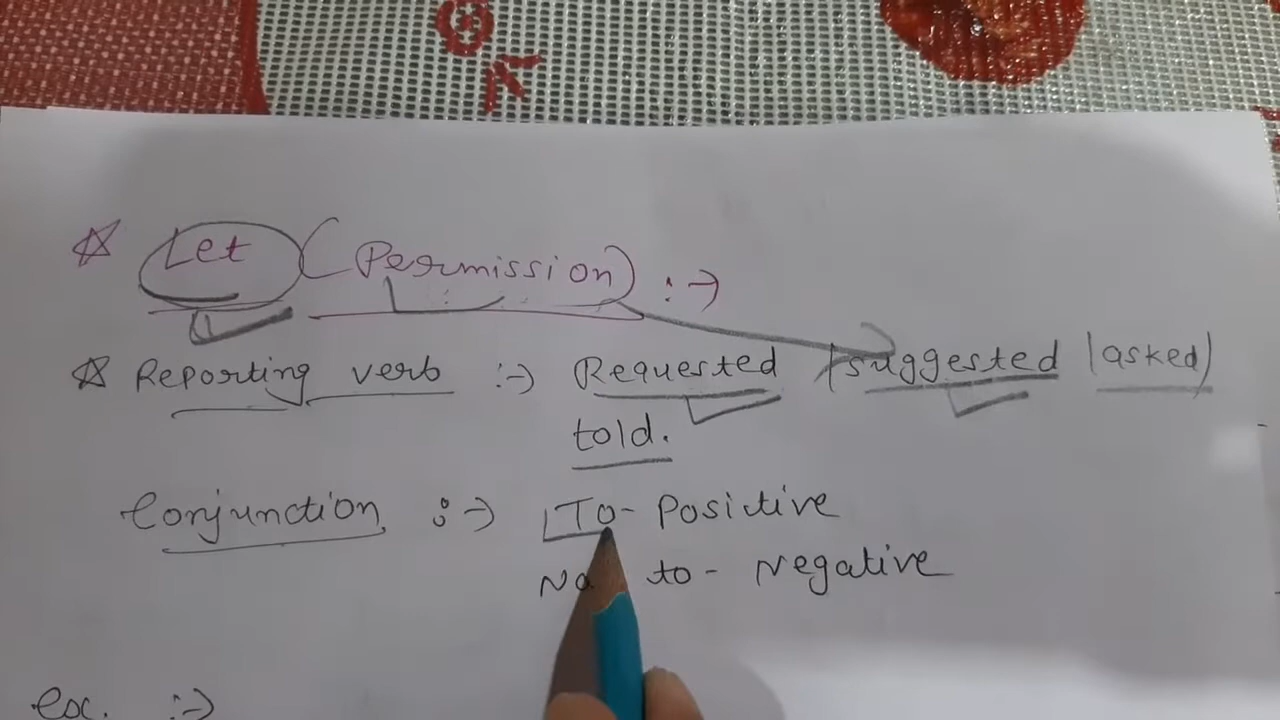 ☆ Let (Permission) :→
☆ Reporting verb :→ Requested /suggested /asked)
told.
Conjunction :→ To- Positive
to- Negative
ex. :→